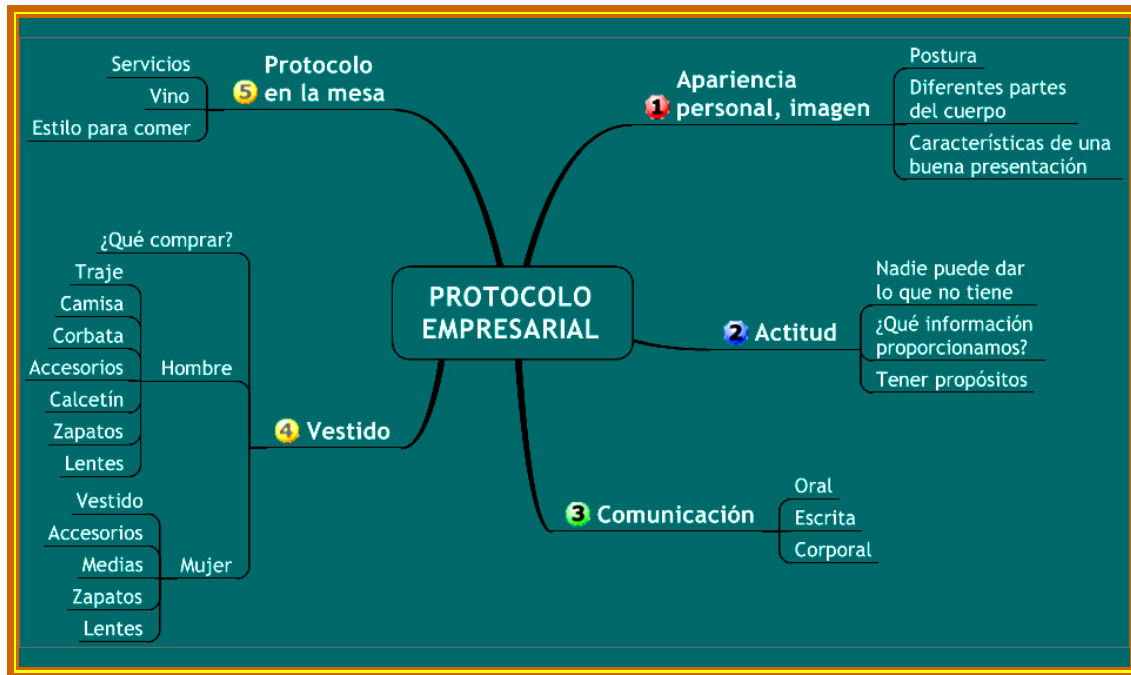 PROTOCOLO
EMPRESARIAL
1 Apariencia
personal, imagen
Postura
Diferentes partes
del cuerpo
Características de una
buena presentación
2 Actitud
Nadie puede dar
lo que no tiene
¿Qué información
proporcionamos?
Tener propósitos
3 Comunicación
Oral
Escrita
Corporal
4 Vestido
¿Qué comprar?
Hombre
Traje
Camisa
Corbata
Accesorios
Calcetín
Zapatos
Lentes
Mujer
Vestido
Accesorios
Medias
Zapatos
Lentes
5 Protocolo
en la mesa
Servicios
Vino
Estilo para comer